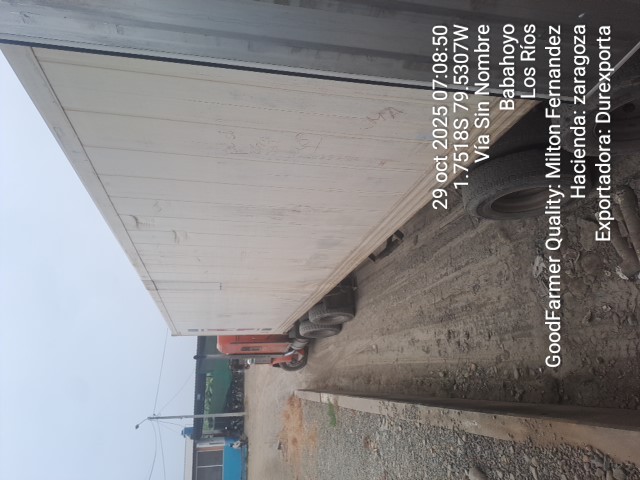 29 oct 2025 07:08:50
1.7518S 79.5307W
Vía Sin Nombre
Babahoyo
Los Ríos
GoodFarmer Quality: Milton Fernandez
Hacienda: zaragoza
Exportadora: Durexporta